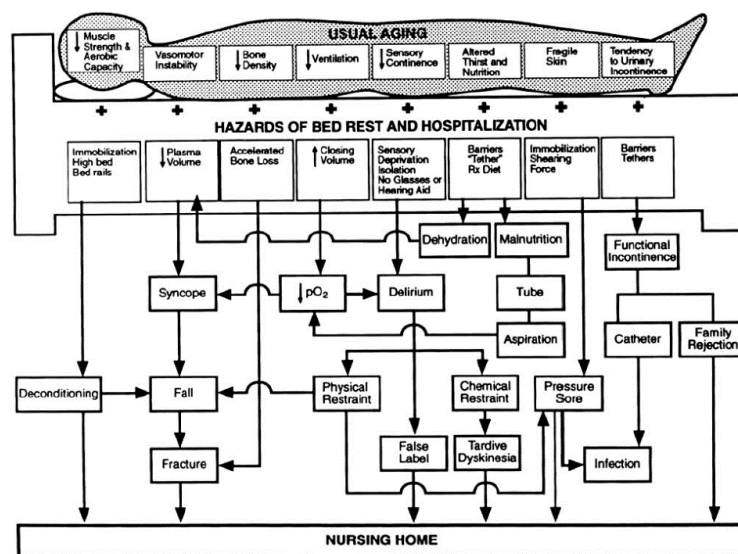 USUAL AGING
↓ Muscle
Strength &
Aerobic
Capacity
Vasomotor
Instability
↓ Bone
Density
↓ Ventilation
↓ Sensory
Continence
Altered
Thirst and
Nutrition
Fragile
Skin
Tendency
to Urinary
Incontinence
+ + + + + + + +
HAZARDS OF BED REST AND HOSPITALIZATION
Immobilization
High bed
Bed rails
↓ Plasma
Volume
Accelerated
Bone Loss
↑ Closing
Volume
Sensory
Deprivation
Isolation
No Glasses or
Hearing Aid
Barriers
"Tether"
Rx Diet
Immobilization
Shearing
Force
Barriers
Tethers
Dehydration
Malnutrition
Functional
Incontinence
Syncope
↓ pO₂
Delirium
Tube
Aspiration
Catheter
Family
Rejection
Deconditioning
Fall
Physical
Restraint
Chemical
Restraint
Pressure
Sore
Fracture
False
Label
Tardive
Dyskinesia
Infection
NURSING HOME